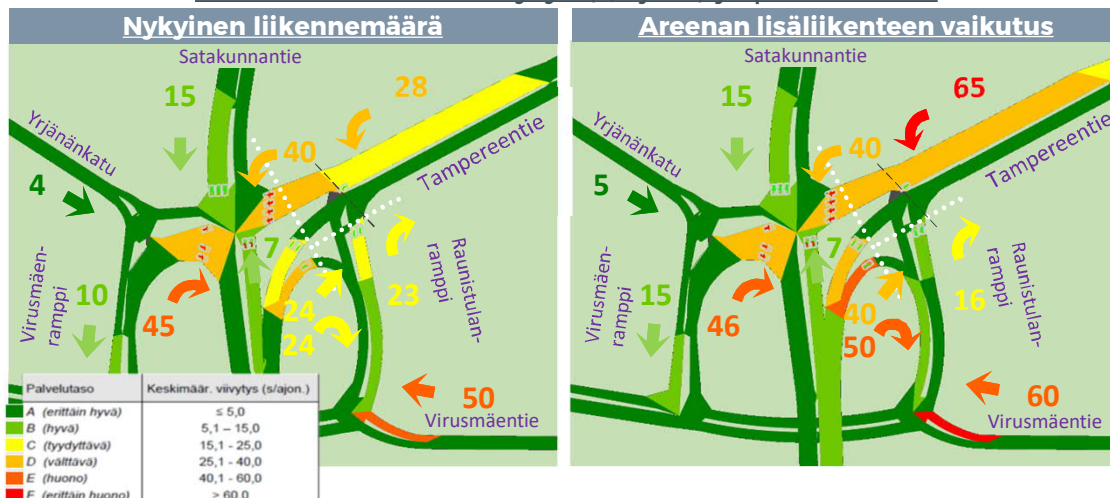 Nykyinen liikennemäärä
Satakunnantie
15
28
Yrjänänkatu
40
Tampereentie
4
7
Raunistulan-
ramppi
Virusmäen-
ramppi
10
45
24
24
23
50
Virusmäentie
Palvelutaso Keskimäär. viivytys (s/ajon.)
A (erittäin hyvä) ≤ 5,0
B (hyvä) 5,1 – 15,0
C (tyydyttävä) 15,1 - 25,0
D (välttävä) 25,1 - 40,0
E (huono) 40,1 - 60,0
F (erittäin huono) > 60,0
Areenan lisäliikenteen vaikutus
Satakunnantie
15
65
Yrjänänkatu
40
Tampereentie
5
7
Raunistulan-
ramppi
Virusmäen-
ramppi
15
46
40
50
16
60
Virusmäentie